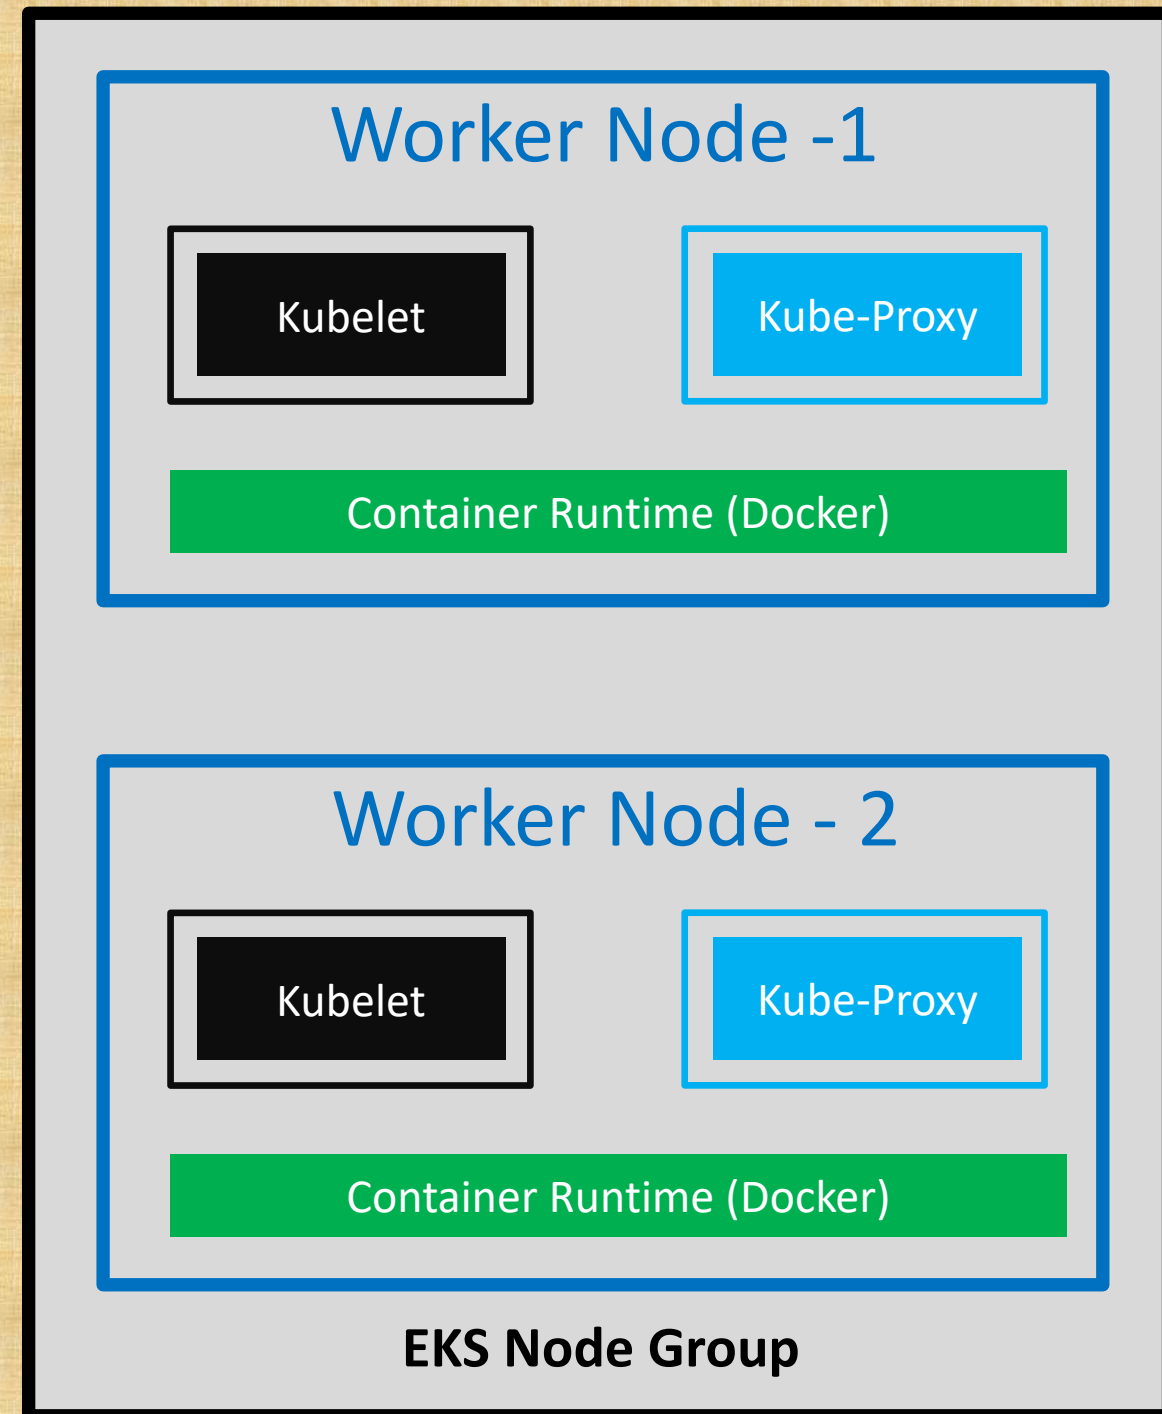 Worker Node -1
Kubelet
Kube-Proxy
Container Runtime (Docker)
Worker Node - 2
Kubelet
Kube-Proxy
Container Runtime (Docker)
EKS Node Group